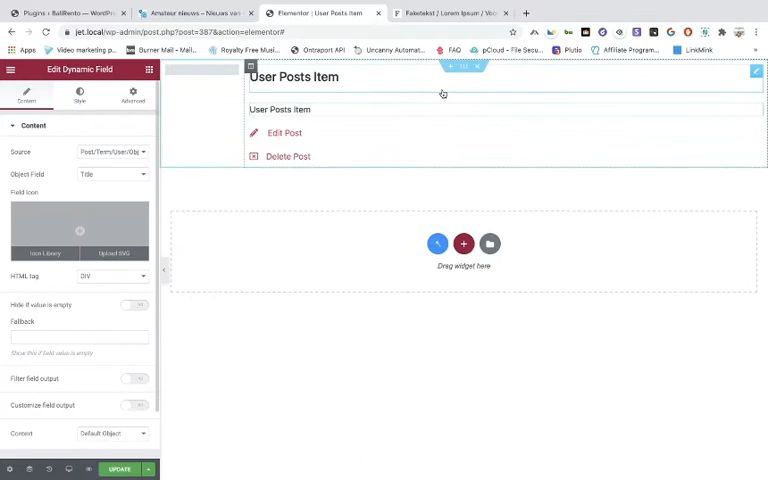 Plugins ‹ BaliRento — WordPr
Amateur nieuws – Nieuws van
Elementor | User Posts Item
Faketekst / Lorem Ipsum / Voo
jet.local/wp-admin/post.php?post=387&action=elementor#
Apps
Video marketing p...
Burner Mail - Mail...
Royalty Free Musi...
Ontraport API
Uncanny Automat...
FAQ
pCloud - File Secu...
Plutio
Affiliate Program...
LinkMink
Edit Dynamic Field
Content
Style
Advanced
Content
Source
Post/Term/User/Obj
Object Field
Title
Field Icon
Icon Library
Upload SVG
HTML tag
DIV
Hide if value is empty
Fallback
Show this if field value is empty
Filter field output
Customize field output
Context
Default Object
UPDATE
User Posts Item
User Posts Item
Edit Post
Delete Post
Drag widget here